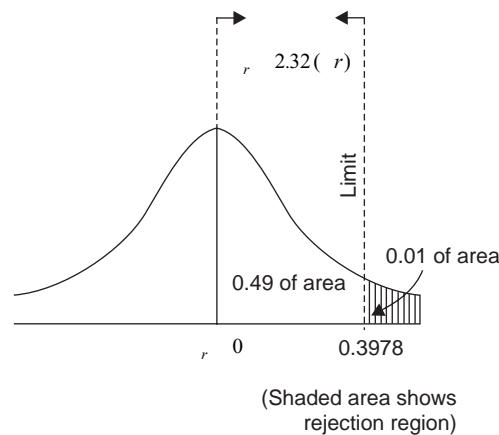 r 2.32( r)
Limit
0.01 of area
0.49 of area
r 0
0.3978
(Shaded area shows
rejection region)